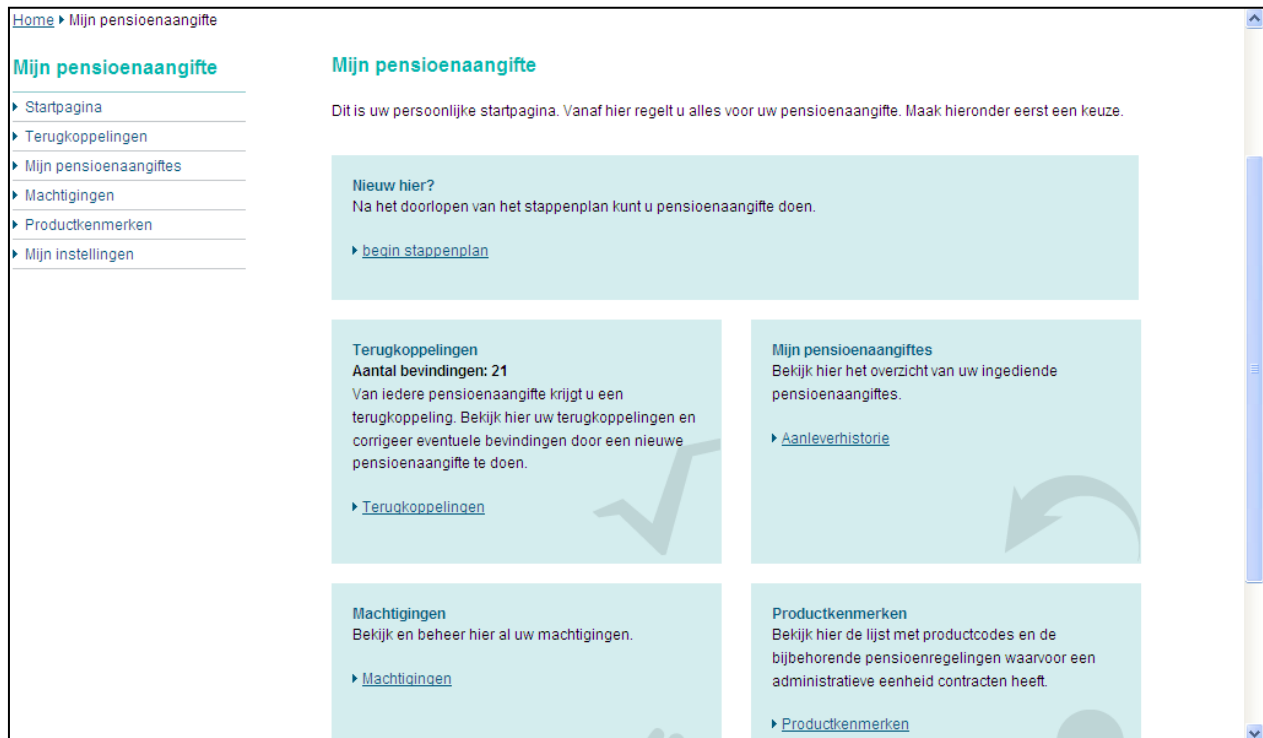 Home ▸ Mijn pensioenaangifte
Mijn pensioenaangifte
Startpagina
Terugkoppelingen
Mijn pensioenaangiftes
Machtigingen
Productkenmerken
Mijn instellingen
Mijn pensioenaangifte
Dit is uw persoonlijke startpagina. Vanaf hier regelt u alles voor uw pensioenaangifte. Maak hieronder eerst een keuze.
Nieuw hier?
Na het doorlopen van het stappenplan kunt u pensioenaangifte doen.
begin stappenplan
Terugkoppelingen
Aantal bevindingen: 21
Van iedere pensioenaangifte krijgt u een
terugkoppeling. Bekijk hier uw terugkoppelingen en
corrigeer eventuele bevindingen door een nieuwe
pensioenaangifte te doen.
Terugkoppelingen
Mijn pensioenaangiftes
Bekijk hier het overzicht van uw ingediende
pensioenaangiftes.
Aanleverhistorie
Machtigingen
Bekijk en beheer hier al uw machtigingen.
Machtigingen
Productkenmerken
Bekijk hier de lijst met productcodes en de
bijbehorende pensioenregelingen waarvoor een
administratieve eenheid contracten heeft.
Productkenmerken